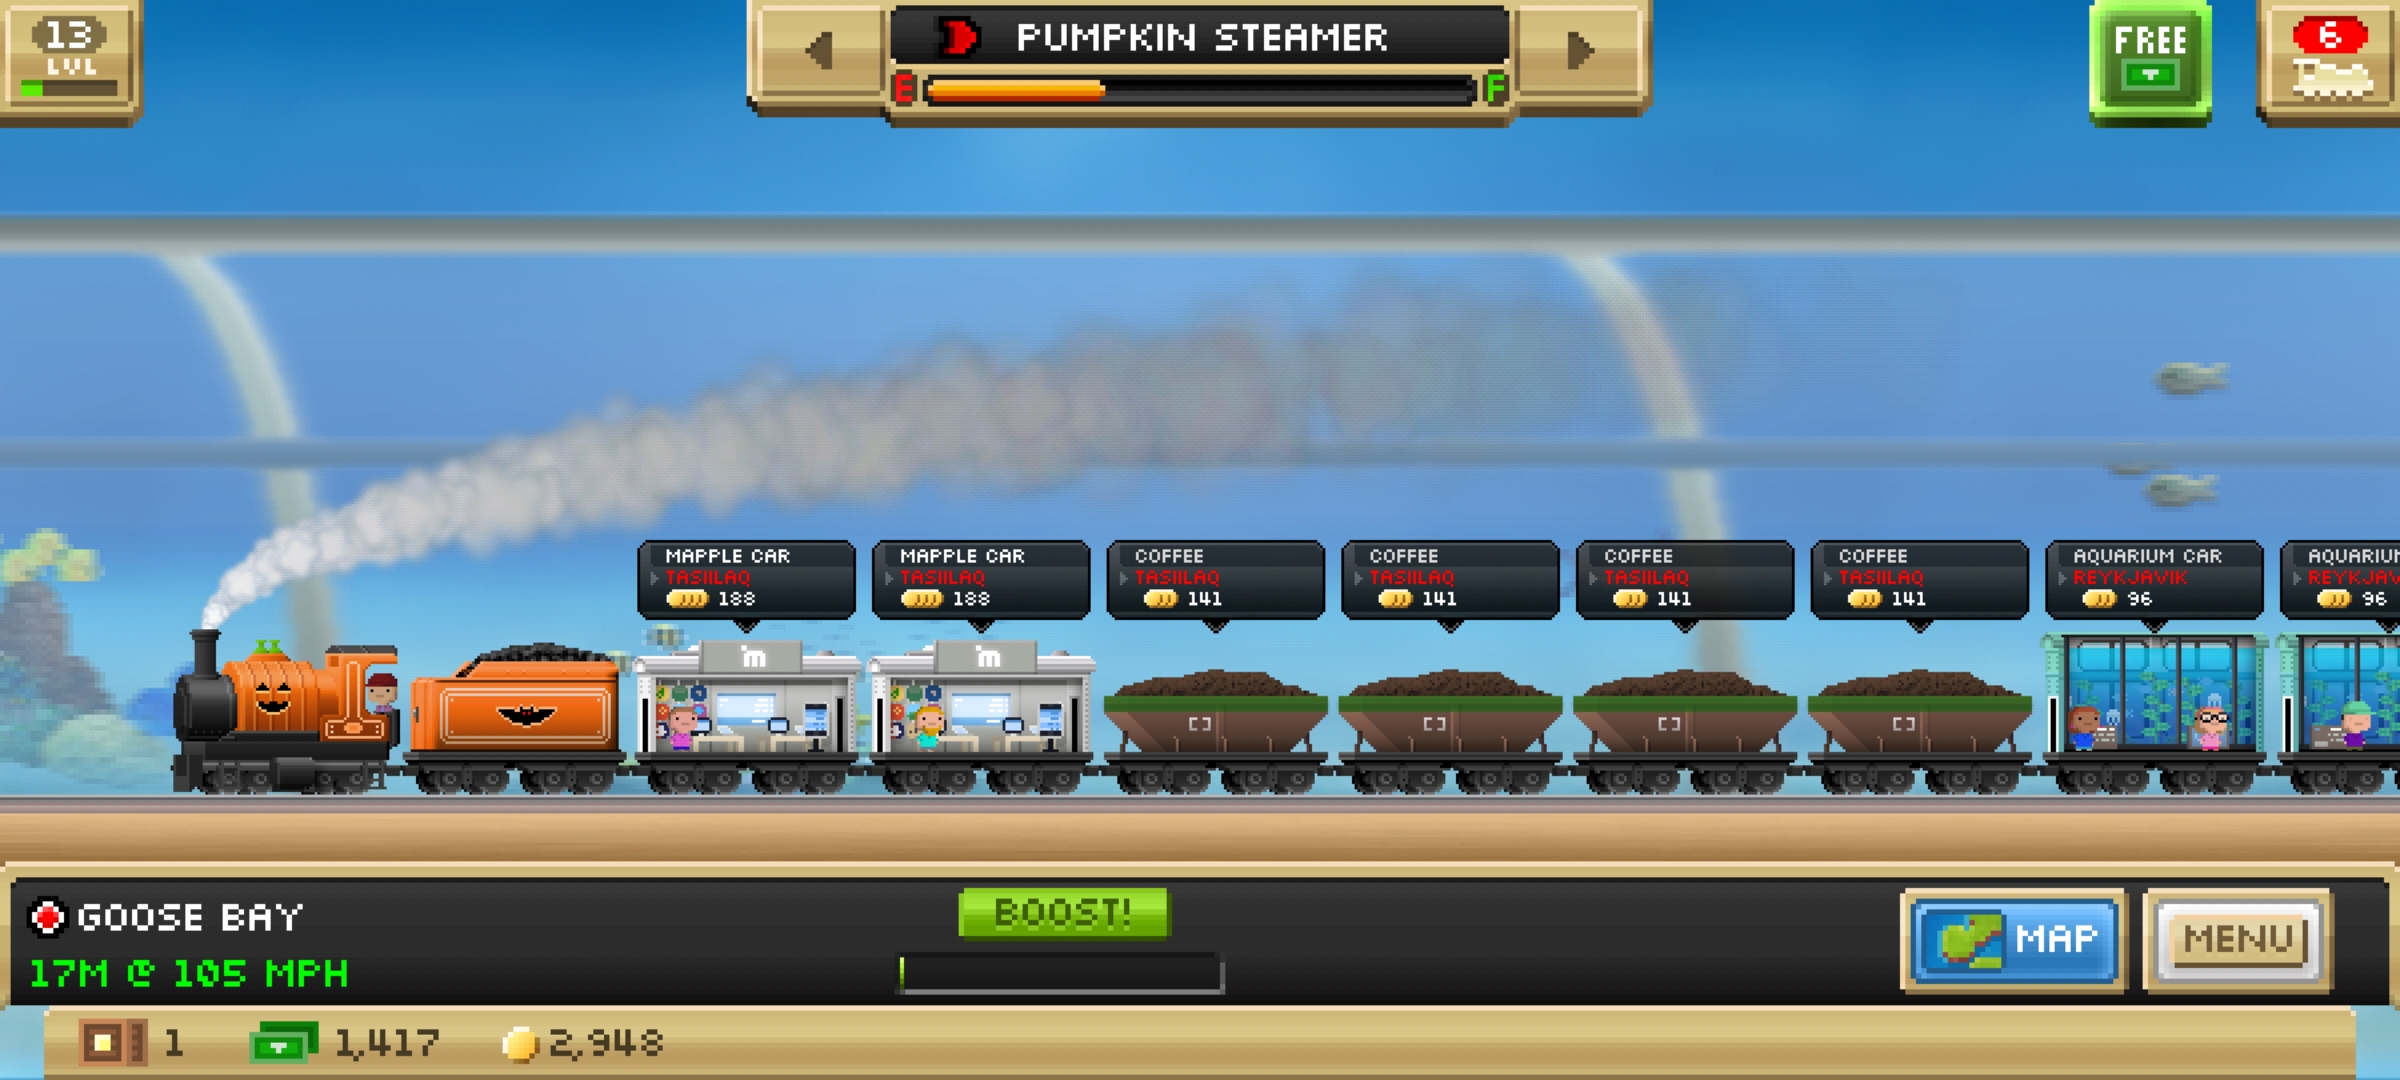 13
LVL
PUMPKIN STEAMER
E F
FREE
6
MAPPLE CAR
TASIILAQ
188
MAPPLE CAR
TASIILAQ
188
COFFEE
TASIILAQ
141
COFFEE
TASIILAQ
141
COFFEE
TASIILAQ
141
COFFEE
TASIILAQ
141
AQUARIUM CAR
REYKJAVIK
96
AQUARIUM
REYKJAV
96
m
m
GOOSE BAY
17M @ 105 MPH
BOOST!
MAP
MENU
1
1,417
2,948